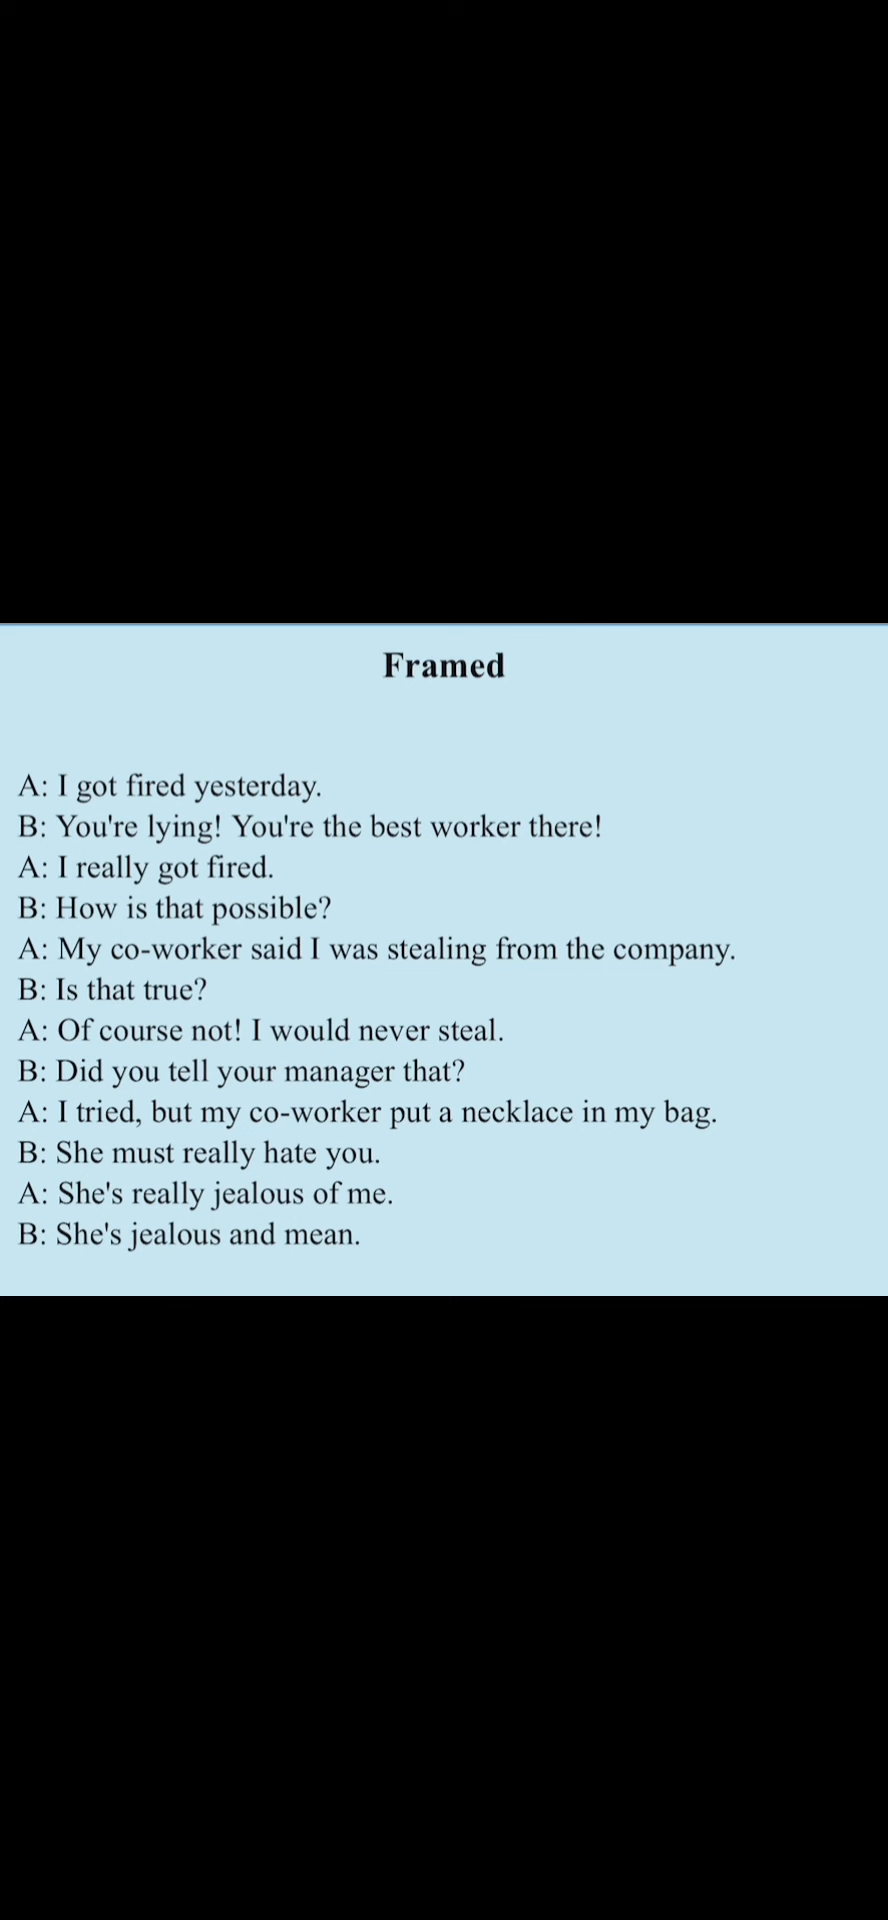 Framed
A: I got fired yesterday.
B: You're lying! You're the best worker there!
A: I really got fired.
B: How is that possible?
A: My co-worker said I was stealing from the company.
B: Is that true?
A: Of course not! I would never steal.
B: Did you tell your manager that?
A: I tried, but my co-worker put a necklace in my bag.
B: She must really hate you.
A: She's really jealous of me.
B: She's jealous and mean.